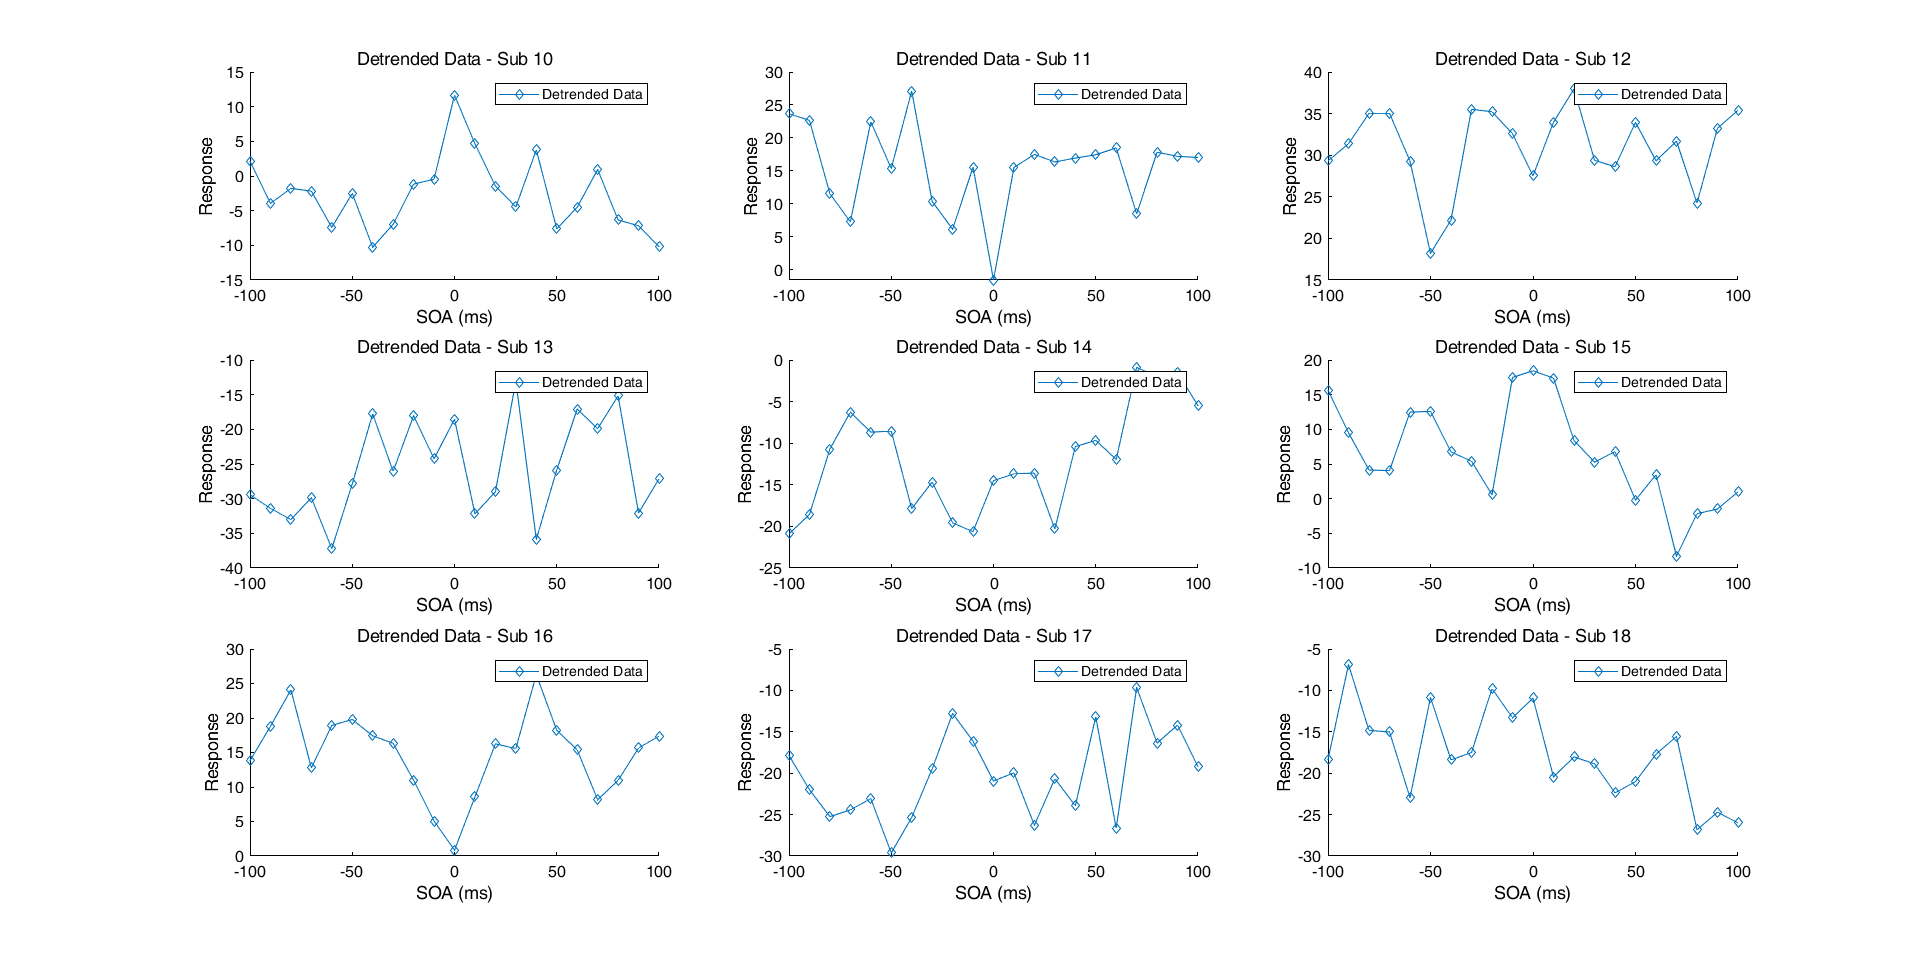 Detrended Data - Sub 10
15
10
5
0
-5
-10
-15
Response
Detrended Data
-100 -50 0 50 100
SOA (ms)
Detrended Data - Sub 11
30
25
20
15
10
5
0
Response
Detrended Data
-100 -50 0 50 100
SOA (ms)
Detrended Data - Sub 12
40
35
30
25
20
15
Response
Detrended Data
-100 -50 0 50 100
SOA (ms)
Detrended Data - Sub 13
-10
-15
-20
-25
-30
-35
-40
Response
Detrended Data
-100 -50 0 50 100
SOA (ms)
Detrended Data - Sub 14
0
-5
-10
-15
-20
-25
Response
Detrended Data
-100 -50 0 50 100
SOA (ms)
Detrended Data - Sub 15
20
15
10
5
0
-5
-10
Response
Detrended Data
-100 -50 0 50 100
SOA (ms)
Detrended Data - Sub 16
30
25
20
15
10
5
0
Response
Detrended Data
-100 -50 0 50 100
SOA (ms)
Detrended Data - Sub 17
-5
-10
-15
-20
-25
-30
Response
Detrended Data
-100 -50 0 50 100
SOA (ms)
Detrended Data - Sub 18
-5
-10
-15
-20
-25
-30
Response
Detrended Data
-100 -50 0 50 100
SOA (ms)